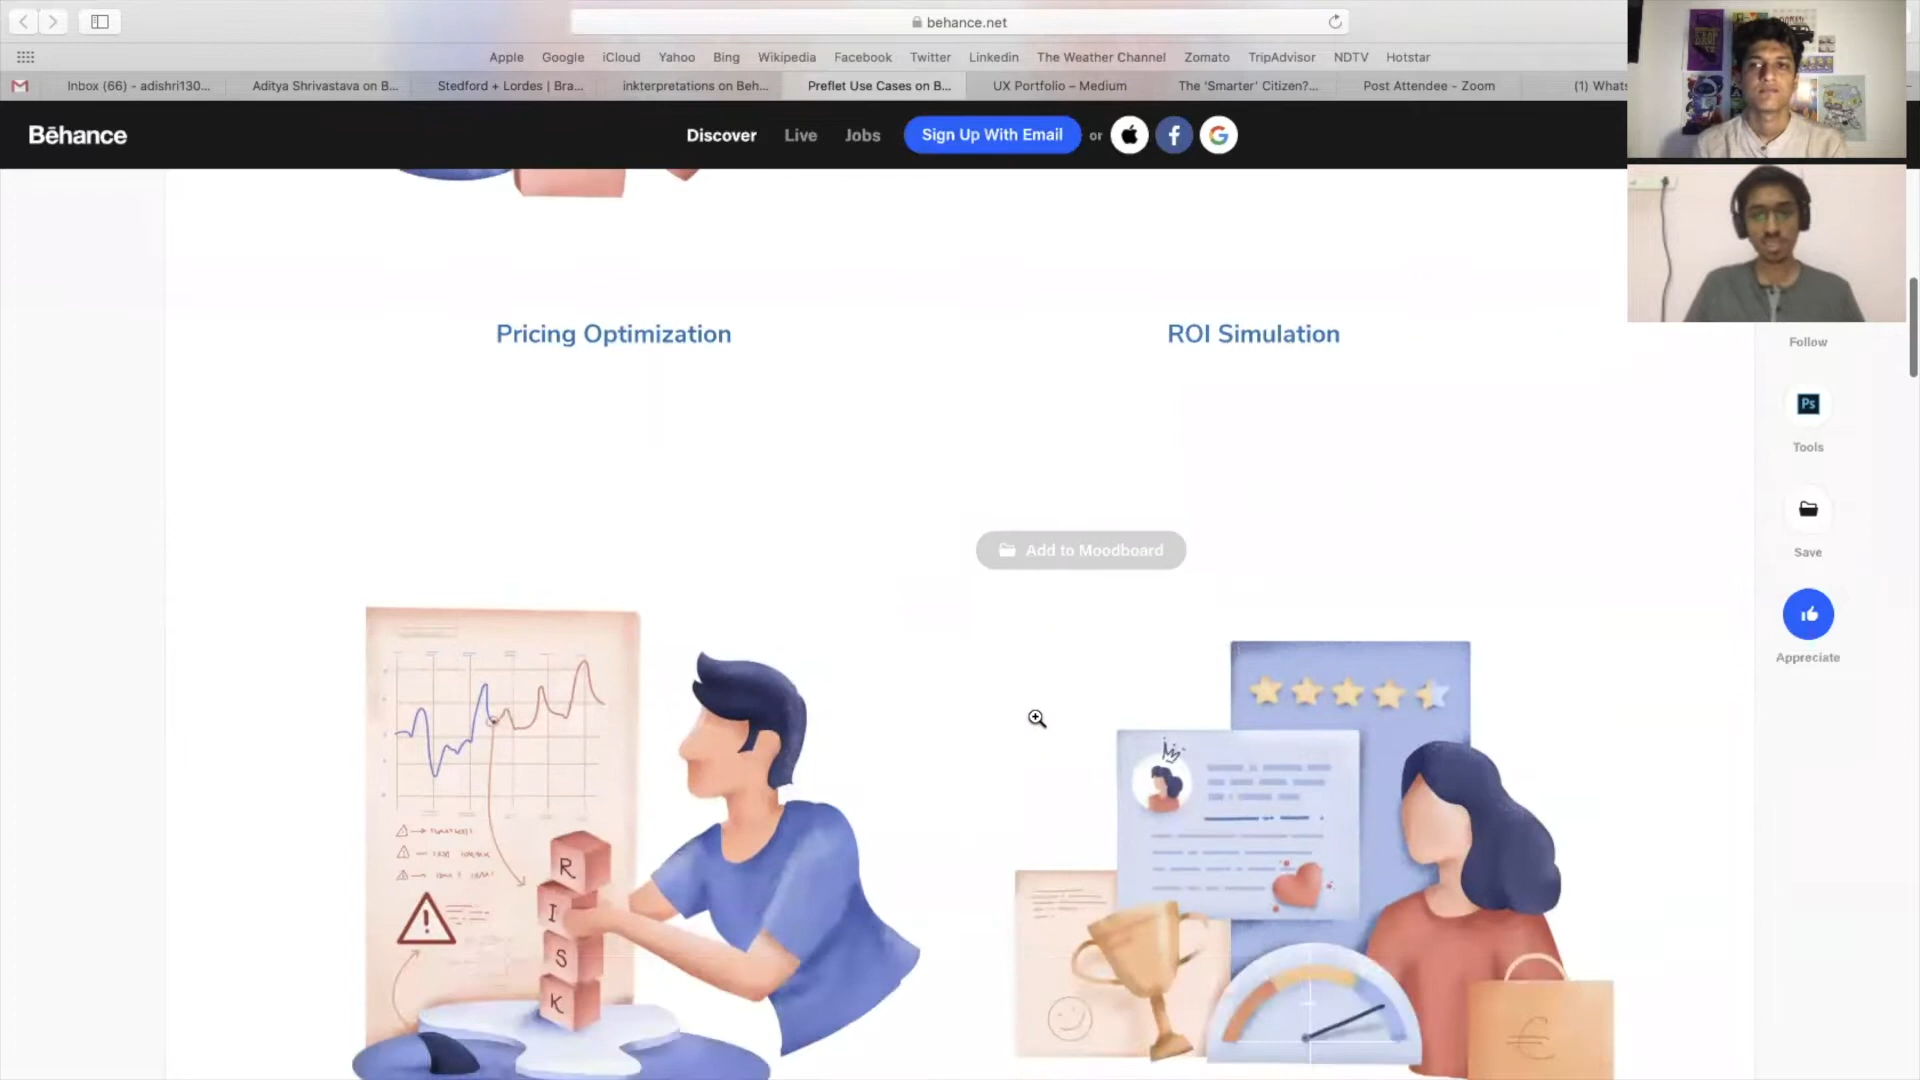 behance.net
Apple Google iCloud Yahoo Bing Wikipedia Facebook Twitter Linkedin The Weather Channel Zomato TripAdvisor NDTV Hotstar
Inbox (66) - adishri130... Aditya Shrivastava on B... Stedford + Lordes | Bra... inkterpretations on Beh... Preflet Use Cases on B... UX Portfolio – Medium The 'Smarter' Citizen?... Post Attendee - Zoom (1) Whats
Bēhance
Discover Live Jobs Sign Up With Email or
Pricing Optimization ROI Simulation
Follow
Ps
Tools
Add to Moodboard
Save
Appreciate
R
I
S
K